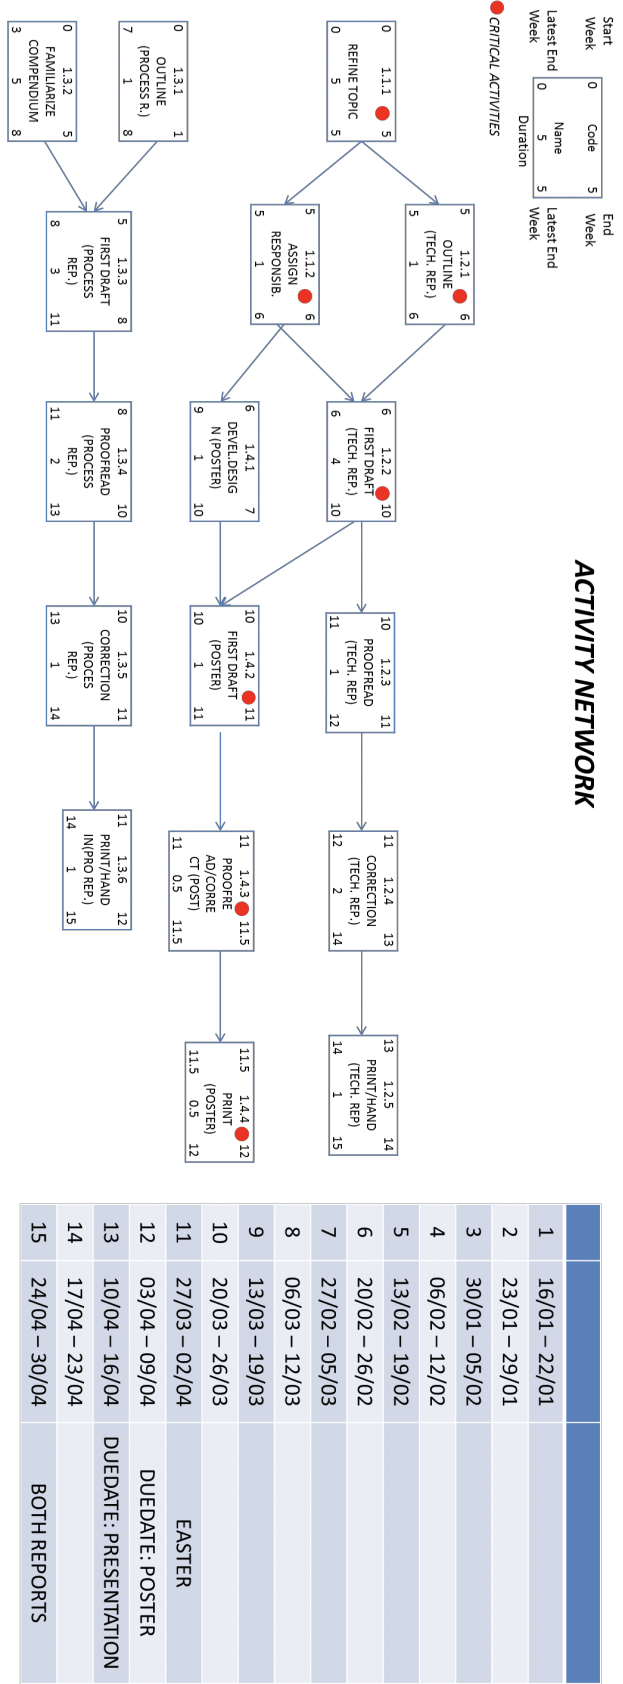 ACTIVITY NETWORK
Start
Week
End
Week
0 Code 5
Name
0 5 5
Latest End
Week
Duration
Latest End
Week
CRITICAL ACTIVITIES
0 1.1.1 5
REFINE TOPIC
0 5 5
5 1.2.1 6
OUTLINE
(TECH. REP.)
5 1 6
5 1.1.2 6
ASSIGN
RESPONSIB.
5 1 6
6 1.2.2 10
FIRST DRAFT
(TECH. REP.)
6 4 10
10 1.2.3 11
PROOFREAD
(TECH. REP)
11 1 12
11 1.2.4 13
CORRECTION
(TECH. REP.)
12 2 14
13 1.2.5 14
PRINT/HAND
(TECH. REP)
14 1 15
6 1.4.1 7
DEVEL.DESIG
N (POSTER)
9 1 10
10 1.4.2 11
FIRST DRAFT
(POSTER)
10 1 11
11 1.4.3 11.5
PROOFRE
AD/CORRE
CT (POST)
11 0.5 11.5
11.5 1.4.4 12
PRINT
(POSTER)
11.5 0.5 12
0 1.3.1 1
OUTLINE
(PROCESS R.)
7 1 8
0 1.3.2 5
FAMILIARIZE
COMPENDIUM
3 5 8
5 1.3.3 8
FIRST DRAFT
(PROCESS
REP.)
8 3 11
8 1.3.4 10
PROOFREAD
(PROCESS
REP.)
11 2 13
10 1.3.5 11
CORRECTION
(PROCES
REP.)
13 1 14
11 1.3.6 12
PRINT/HAND
IN(PRO REP.)
14 1 15
1 16/01 – 22/01
2 23/01 – 29/01
3 30/01 – 05/02
4 06/02 – 12/02
5 13/02 – 19/02
6 20/02 – 26/02
7 27/02 – 05/03
8 06/03 – 12/03
9 13/03 – 19/03
10 20/03 – 26/03
11 27/03 – 02/04 EASTER
12 03/04 – 09/04 DUEDATE: POSTER
13 10/04 – 16/04 DUEDATE: PRESENTATION
14 17/04 – 23/04
15 24/04 – 30/04 BOTH REPORTS